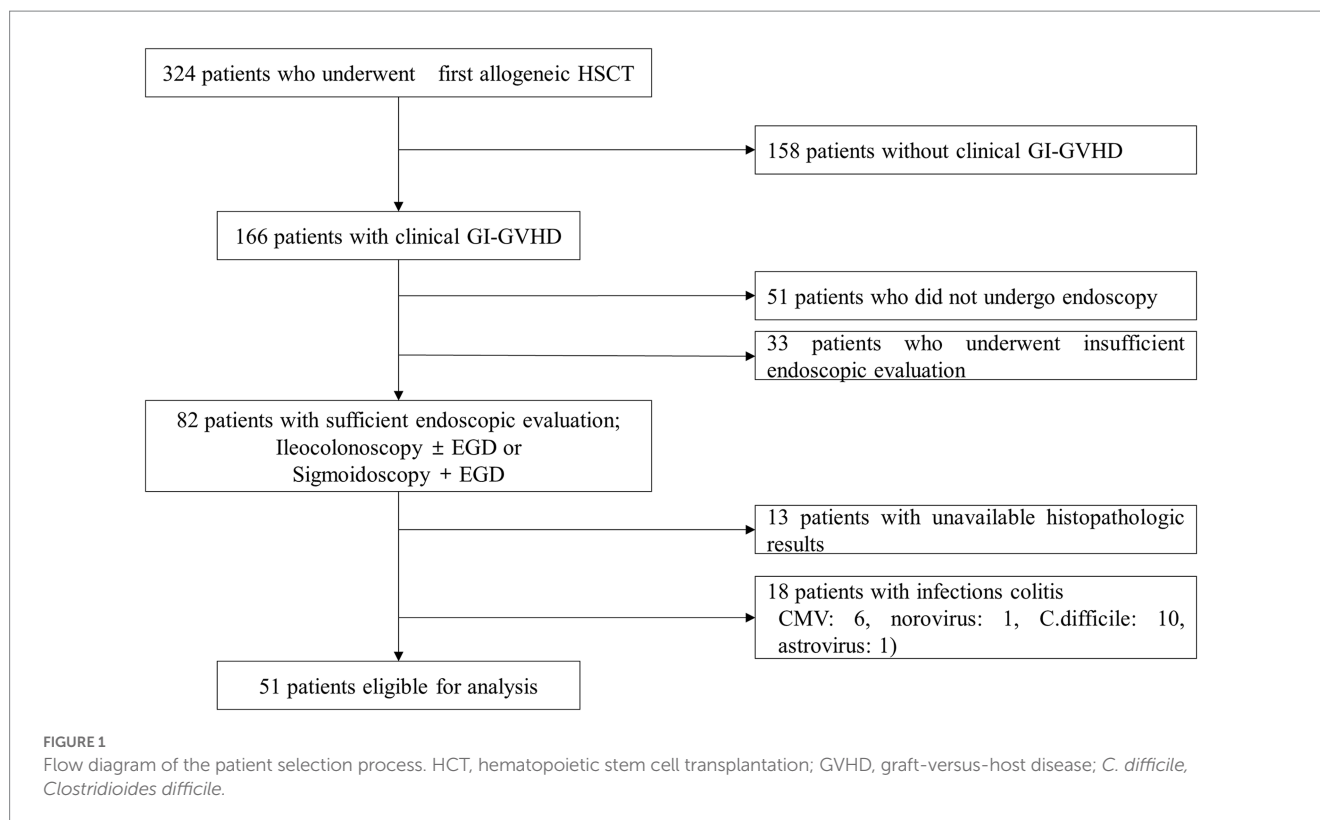 324 patients who underwent first allogeneic HSCT
158 patients without clinical GI-GVHD
166 patients with clinical GI-GVHD
51 patients who did not undergo endoscopy
33 patients who underwent insufficient
endoscopic evaluation
82 patients with sufficient endoscopic evaluation;
Ileocolonoscopy ± EGD or
Sigmoidoscopy + EGD
13 patients with unavailable histopathologic
results
18 patients with infections colitis
CMV: 6, norovirus: 1, C.difficile: 10,
astrovirus: 1)
51 patients eligible for analysis
FIGURE 1
Flow diagram of the patient selection process. HCT, hematopoietic stem cell transplantation; GVHD, graft-versus-host disease; C. difficile,
Clostridioides difficile.